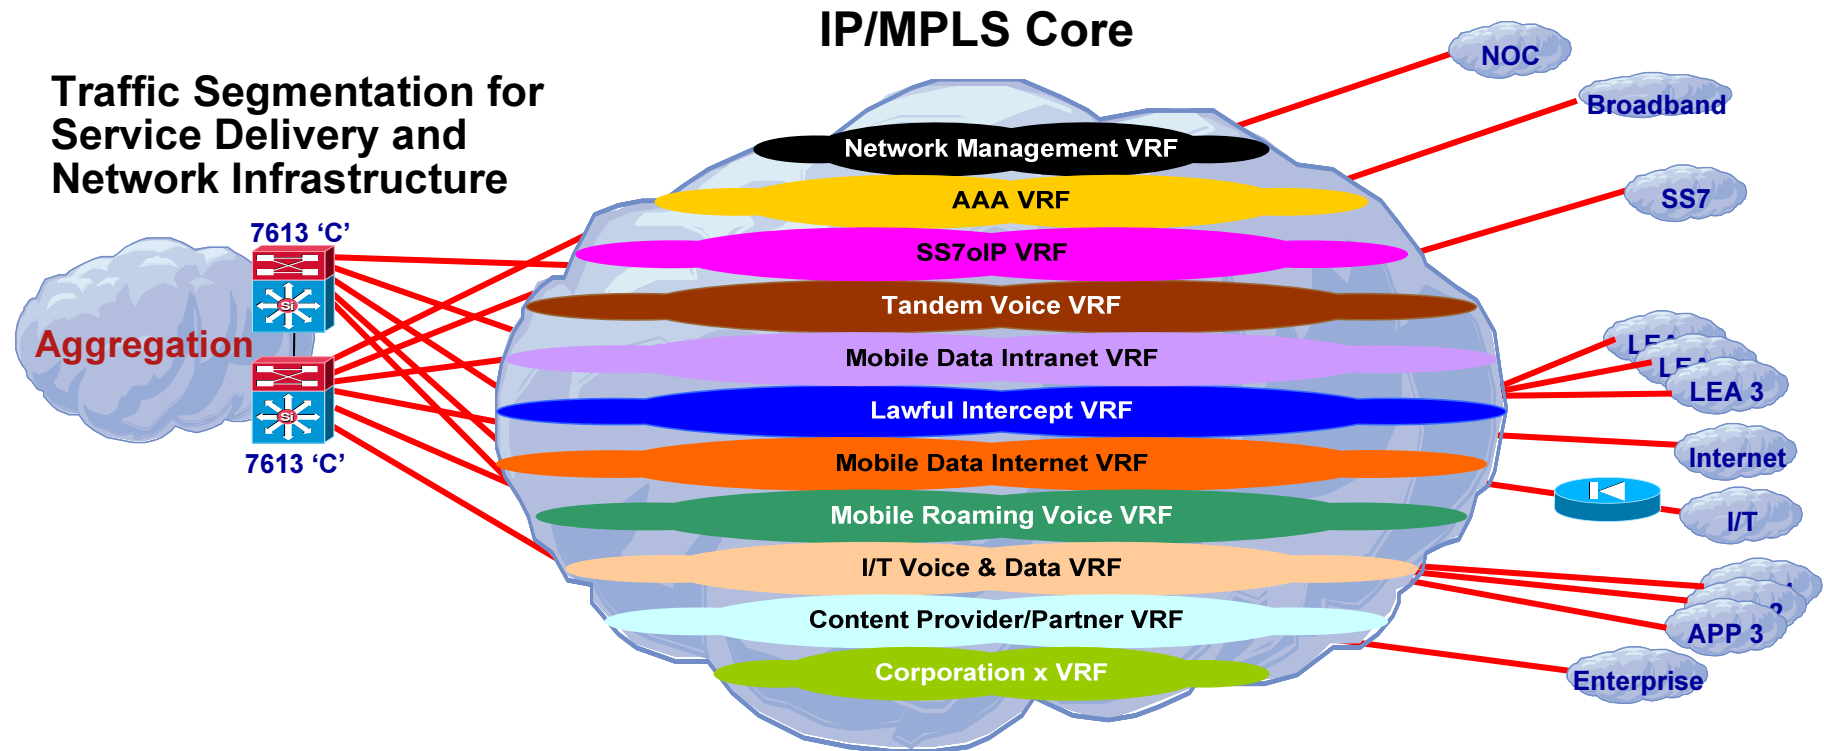 IP/MPLS Core
Traffic Segmentation for
Service Delivery and
Network Infrastructure
7613 ‘C’
Si
Aggregation
Si
7613 ‘C’
Network Management VRF
AAA VRF
SS7oIP VRF
Tandem Voice VRF
Mobile Data Intranet VRF
Lawful Intercept VRF
Mobile Data Internet VRF
Mobile Roaming Voice VRF
I/T Voice & Data VRF
Content Provider/Partner VRF
Corporation x VRF
NOC
Broadband
SS7
LEA 3
Internet
I/T
2
APP 3
Enterprise